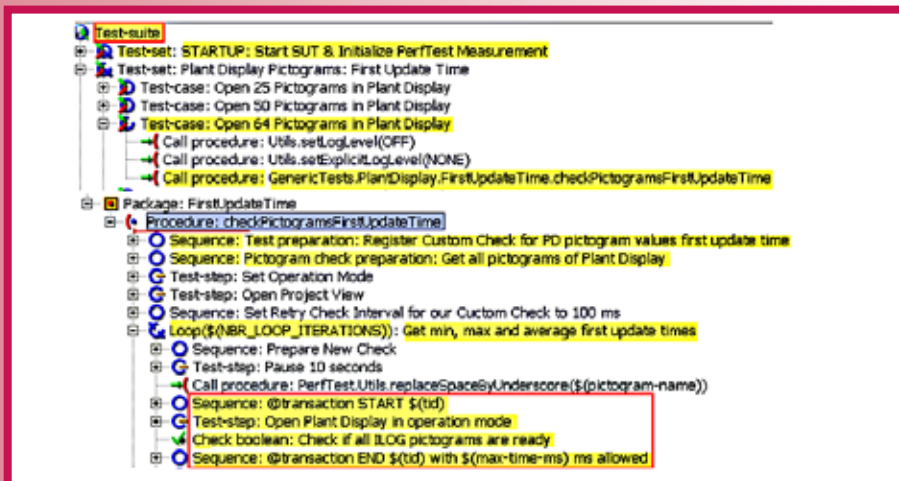 Test-suite
Test-set: STARTUP: Start SUT & Initialize PerfTest Measurement
Test-set: Plant Display Pictograms: First Update Time
Test-case: Open 25 Pictograms in Plant Display
Test-case: Open 50 Pictograms in Plant Display
Test-case: Open 64 Pictograms in Plant Display
Call procedure: Utils.setLogLevel(OFF)
Call procedure: Utils.setExplicitLogLevel(NONE)
Call procedure: GenericTests.PlantDisplay.FirstUpdateTime.checkPictogramsFirstUpdateTime
Package: FirstUpdateTime
Procedure: checkPictogramsFirstUpdateTime
Sequence: Test preparation: Register Custom Check for PD pictogram values first update time
Sequence: Pictogram check preparation: Get all pictograms of Plant Display
Test-step: Set Operation Mode
Test-step: Open Project View
Sequence: Set Retry Check Interval for our Custom Check to 100 ms
Loop($(NBR_LOOP_ITERATIONS)): Get min, max and average first update times
Sequence: Prepare New Check
Test-step: Pause 10 seconds
Call procedure: PerfTest.Utils.replaceSpaceByUnderscore($(pictogram-name))
Sequence: @transaction START $(tid)
Test-step: Open Plant Display in operation mode
Check boolean: Check if all ILOG pictograms are ready
Sequence: @transaction END $(tid) with $(max-time-ms) ms allowed